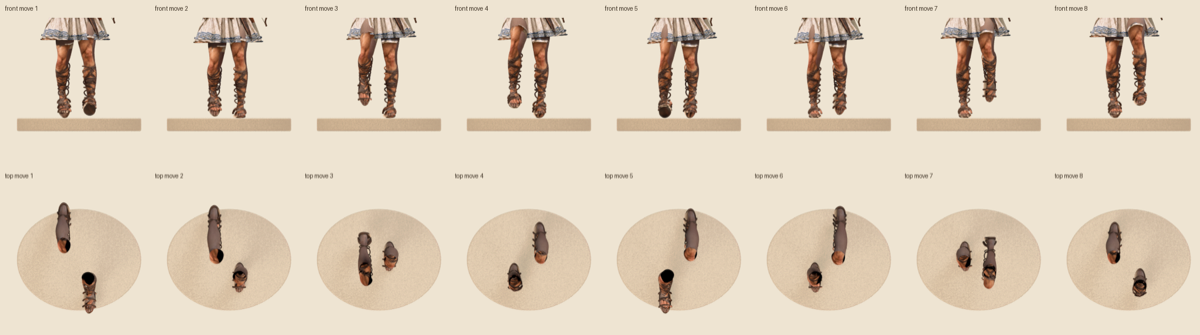 front move 1
front move 2
front move 3
front move 4
front move 5
front move 6
front move 7
front move 8
top move 1
top move 2
top move 3
top move 4
top move 5
top move 6
top move 7
top move 8